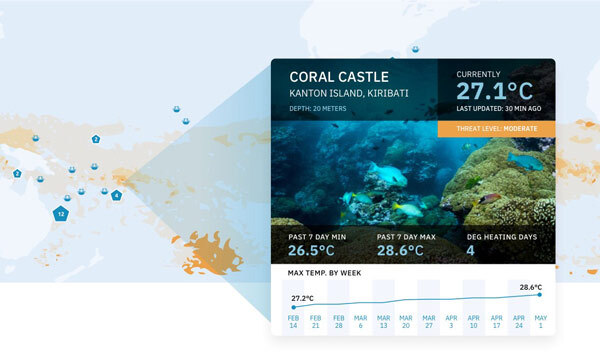 CORAL CASTLE
KANTON ISLAND, KIRIBATI
DEPTH: 20 METERS
CURRENTLY
27.1°C
LAST UPDATED: 30 MIN AGO
THREAT LEVEL: MODERATE
2
2
4
12
PAST 7 DAY MIN
26.5°C
PAST 7 DAY MAX
28.6°C
DEG HEATING DAYS
4
MAX TEMP. BY WEEK
27.2°C
28.6°C
FEB 14
FEB 21
FEB 28
MAR 6
MAR 13
MAR 20
MAR 27
APR 3
APR 10
APR 17
APR 24
MAY 1